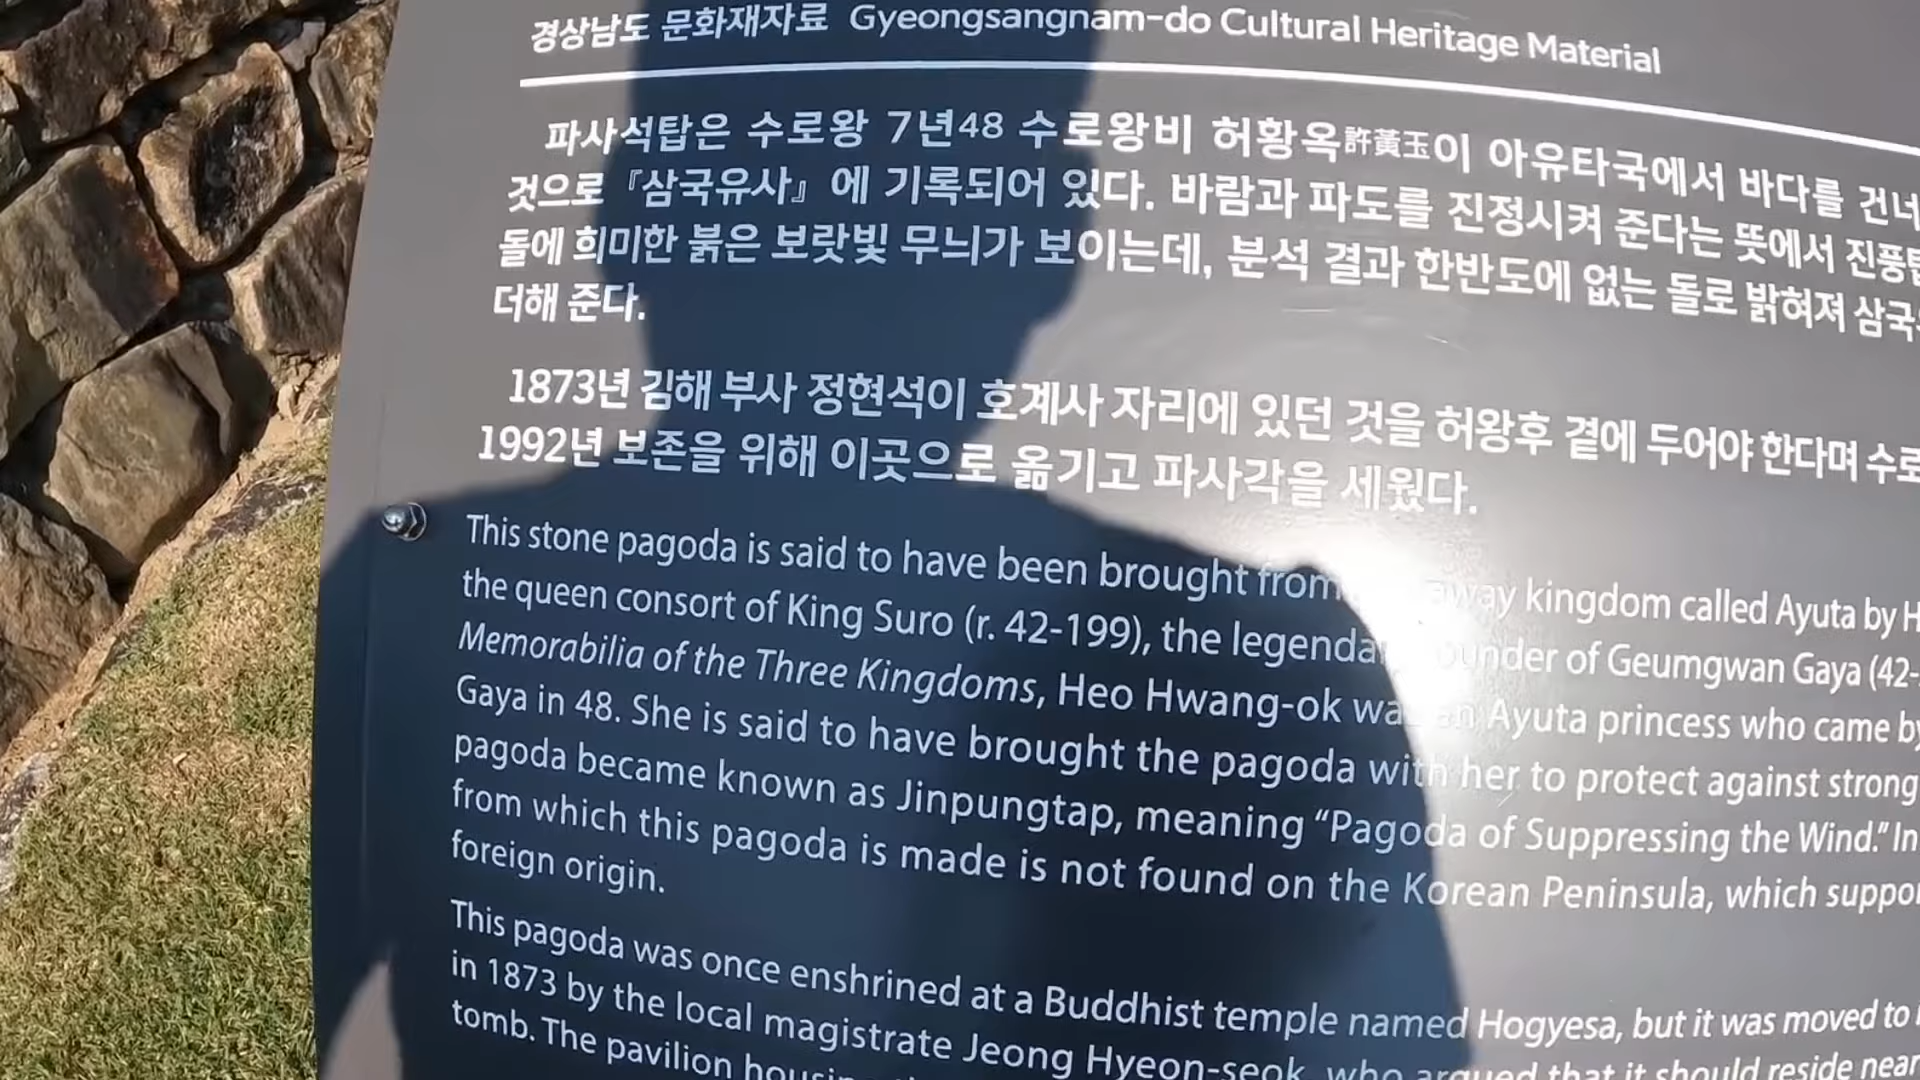 경상남도 문화재자료 Gyeongsangnam-do Cultural Heritage Material
파사석탑은 수로왕 7년48 수로왕비 허황옥許黃玉이 아유타국에서 바다를 건너
것으로 『삼국유사』에 기록되어 있다. 바람과 파도를 진정시켜 준다는 뜻에서 진풍탑
돌에 희미한 붉은 보랏빛 무늬가 보이는데, 분석 결과 한반도에 없는 돌로 밝혀져 삼국
더해 준다.
1873년 김해 부사 정현석이 호계사 자리에 있던 것을 허왕후 곁에 두어야 한다며 수로
1992년 보존을 위해 이곳으로 옮기고 파사각을 세웠다.
This stone pagoda is said to have been brought from away kingdom called Ayuta by H
the queen consort of King Suro (r. 42-199), the legenda ounder of Geumgwan Gaya (42-
Memorabilia of the Three Kingdoms, Heo Hwang-ok was an Ayuta princess who came by
Gaya in 48. She is said to have brought the pagoda with her to protect against strong
pagoda became known as Jinpungtap, meaning “Pagoda of Suppressing the Wind.” In
from which this pagoda is made is not found on the Korean Peninsula, which suppor
foreign origin.
This pagoda was once enshrined at a Buddhist temple named Hogyesa, but it was moved to
in 1873 by the local magistrate Jeong Hyeon-seok, who argued that it should reside near
tomb. The pavilion housing